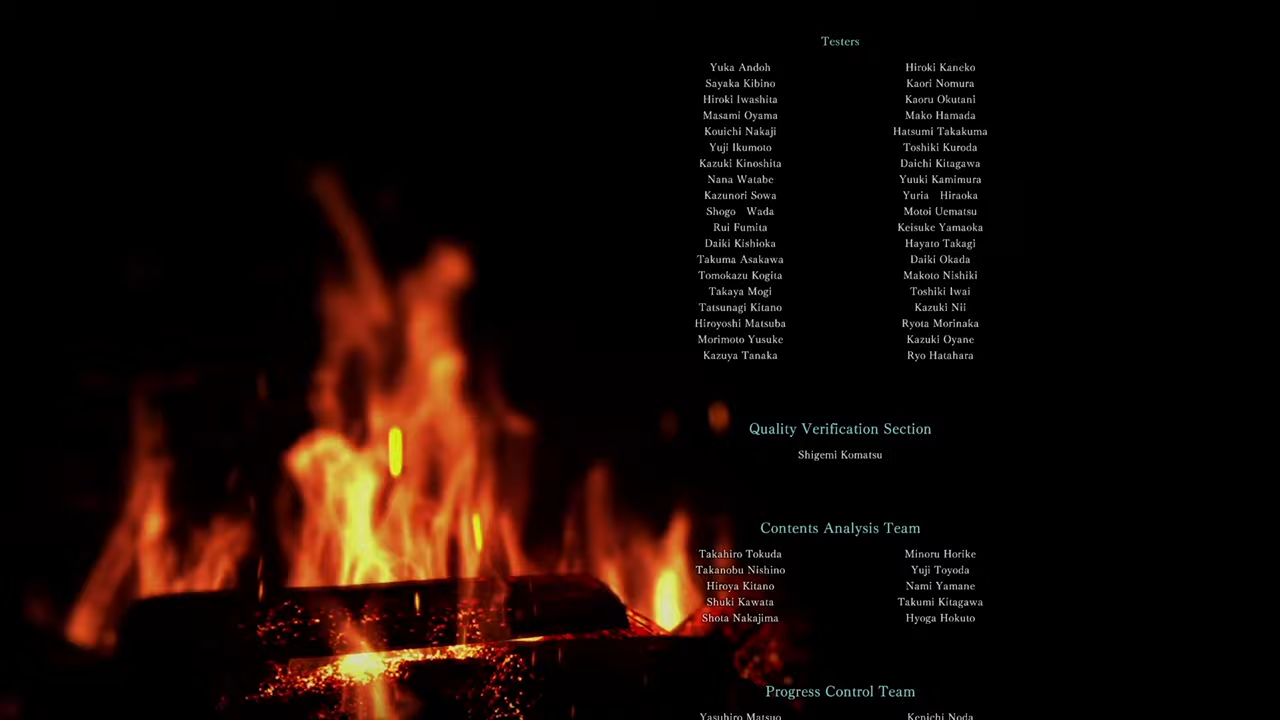 Testers
Yuka Andoh Hiroki Kaneko
Sayaka Kibino Kaori Nomura
Hiroki Iwashita Kaoru Okutani
Masami Oyama Mako Hamada
Kouichi Nakaji Hatsumi Takakuma
Yuji Ikumoto Toshiki Kuroda
Kazuki Kinoshita Daichi Kitagawa
Nana Watabe Yuuki Kamimura
Kazunori Sowa Yuria Hiraoka
Shogo Wada Motoi Uematsu
Rui Fumita Keisuke Yamaoka
Daiki Kishioka Hayato Takagi
Takuma Asakawa Daiki Okada
Tomokazu Kogita Makoto Nishiki
Takaya Mogi Toshiki Iwai
Tatsunagi Kitano Kazuki Nii
Hiroyoshi Matsuba Ryota Morinaka
Morimoto Yusuke Kazuki Oyane
Kazuya Tanaka Ryo Hatahara
Quality Verification Section
Shigemi Komatsu
Contents Analysis Team
Takahiro Tokuda Minoru Horike
Takanobu Nishino Yuji Toyoda
Hiroya Kitano Nami Yamane
Shuki Kawata Takumi Kitagawa
Shota Nakajima Hyoga Hokuto
Progress Control Team
Yasuhiro Matsuo Kenichi Noda